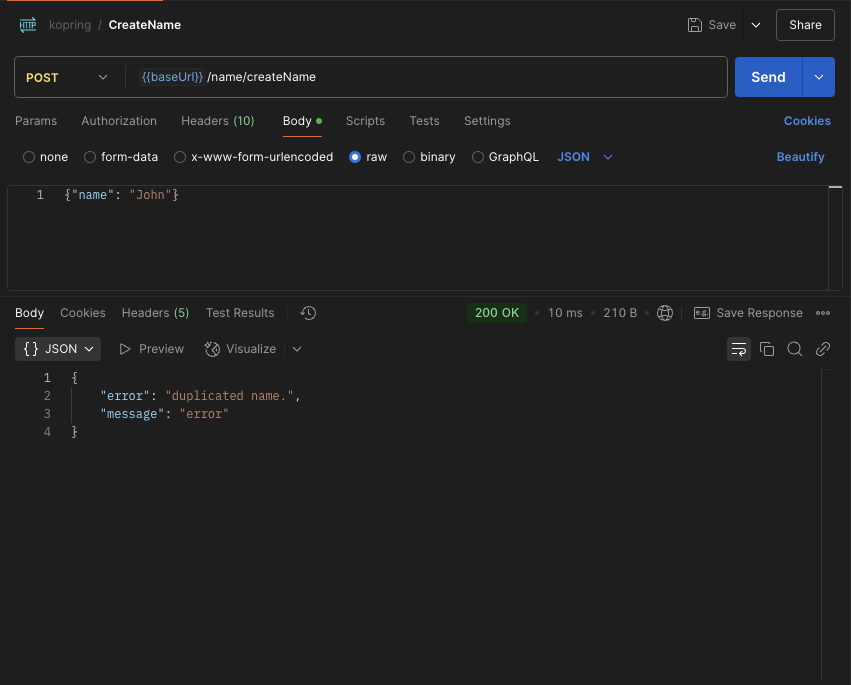 HTTP kopring / CreateName Save Share
POST {{baseUrl}}/name/createName Send
Params Authorization Headers (10) Body Scripts Tests Settings Cookies
none form-data x-www-form-urlencoded raw binary GraphQL JSON Beautify
1 {"name": "John"}
Body Cookies Headers (5) Test Results 200 OK • 10 ms • 210 B • e.g. Save Response
{} JSON Preview Visualize
1 {
2 "error": "duplicated name.",
3 "message": "error"
4 }